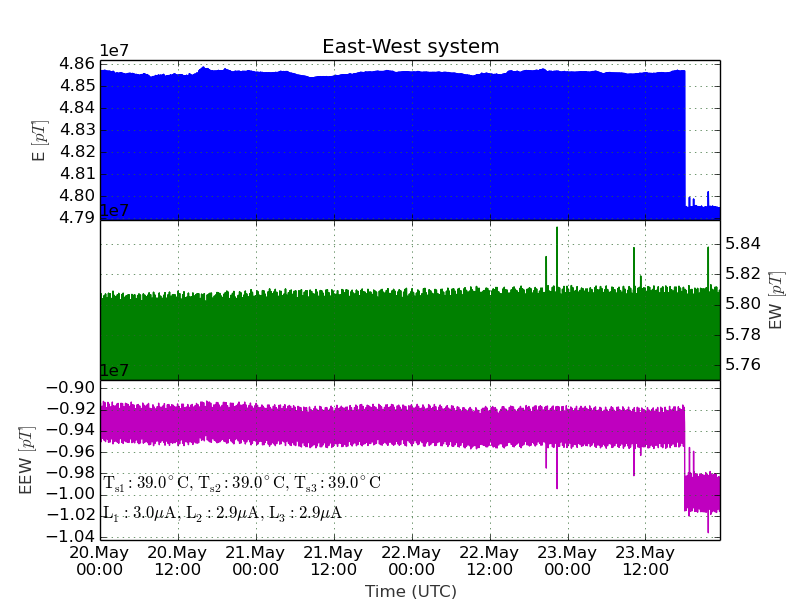 East-West system
1e7
4.86
4.85
4.84
4.83
4.82
4.81
4.80
4.79
E [pT]
1e7
5.84
5.82
5.80
5.78
5.76
EW [pT]
1e7
−0.90
−0.92
−0.94
−0.96
−0.98
−1.00
−1.02
−1.04
EEW [pT]
T_s1 : 39.0°C, T_s2 : 39.0°C, T_s3 : 39.0°C
L_1 : 3.0μA, L_2 : 2.9μA, L_3 : 2.9μA
20.May 20.May 21.May 21.May 22.May 22.May 23.May 23.May
00:00 12:00 00:00 12:00 00:00 12:00 00:00 12:00
Time (UTC)